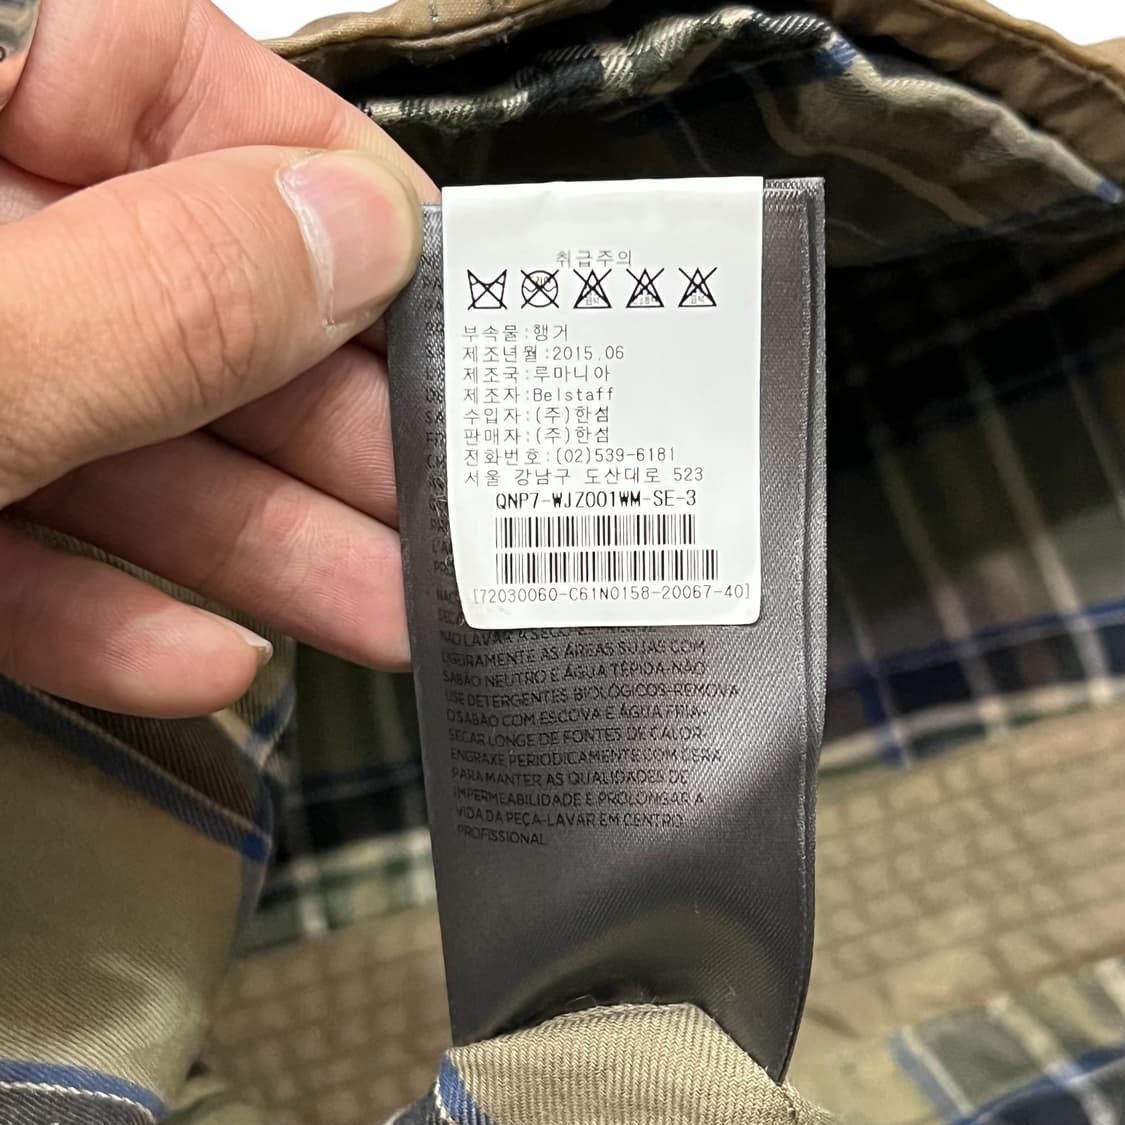 취급주의
부속물:행거
제조년월:2015.06
제조국:루마니아
제조자:Belstaff
수입자:(주)한섬
판매자:(주)한섬
전화번호:(02)539-6181
서울 강남구 도산대로 523
QNP7-WJZ001WM-SE-3
[72030060-C61N0158-20067-40]
NÃO LAVAR A SECO
LIGEIRAMENTE AS ÁREAS SUJAS COM
SABÃO NEUTRO E ÁGUA TÉPIDA-NÃO
USE DETERGENTES BIOLÓGICOS-REMOVA
O SABÃO COM ESCOVA E ÁGUA FRIA-
SECAR LONGE DE FONTES DE CALOR
ENGRAXE PERIODICAMENTE COM CERA
PARA MANTER AS QUALIDADES DE
IMPERMEABILIDADE E PROLONGAR A
VIDA DA PEÇA-LAVAR EM CENTRO
PROFISSIONAL